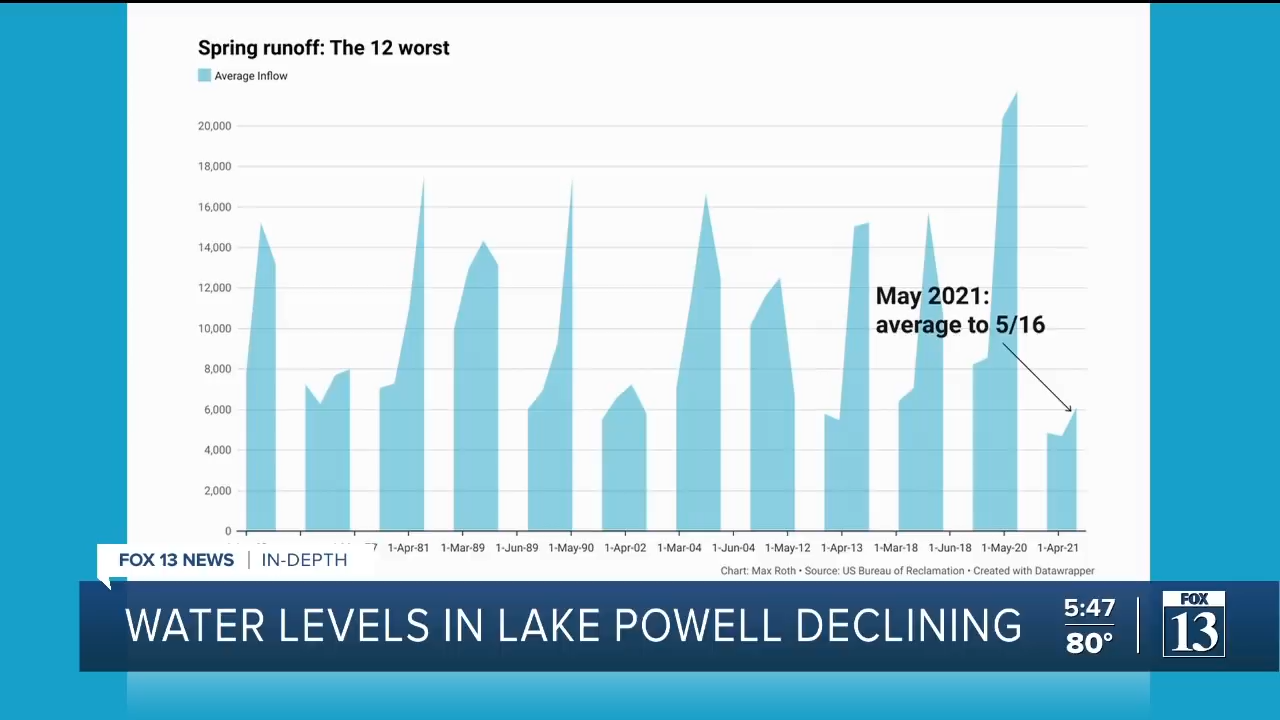 Spring runoff: The 12 worst
Average Inflow
20,000
18,000
16,000
14,000
12,000
10,000
8,000
6,000
4,000
2,000
0
May 2021:
average to 5/16
1-Apr-81 1-Mar-89 1-Jun-89 1-May-90 1-Apr-02 1-Mar-04 1-Jun-04 1-May-12 1-Apr-13 1-Mar-18 1-Jun-18 1-May-20 1-Apr-21
Chart: Max Roth • Source: US Bureau of Reclamation • Created with Datawrapper
FOX 13 NEWS | IN-DEPTH
WATER LEVELS IN LAKE POWELL DECLINING
5:47
80°
FOX
13